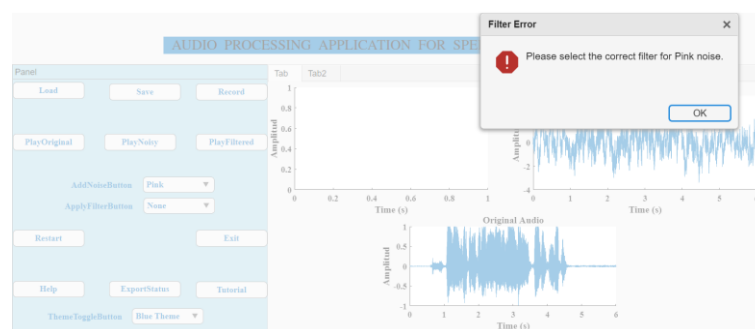 Filter Error
Please select the correct filter for Pink noise.
OK
AUDIO PROCESSING APPLICATION FOR
Panel
Load
Save
Record
PlayOriginal
PlayNoisy
PlayFiltered
AddNoiseButton
Pink
ApplyFilterButton
None
Restart
Exit
Help
ExportStatus
Tutorial
ThemeToggleButton
Blue Theme
Tab
Tab2
Amplitud
1
0.8
0.6
0.4
0.2
0
0 0.2 0.4 0.6 0.8 1
Time (s)
0
-2
-4
0 1 2 3 4 5
Time (s)
Original Audio
Amplitud
1
0.5
0
-0.5
-1
0 1 2 3 4 5 6
Time (s)